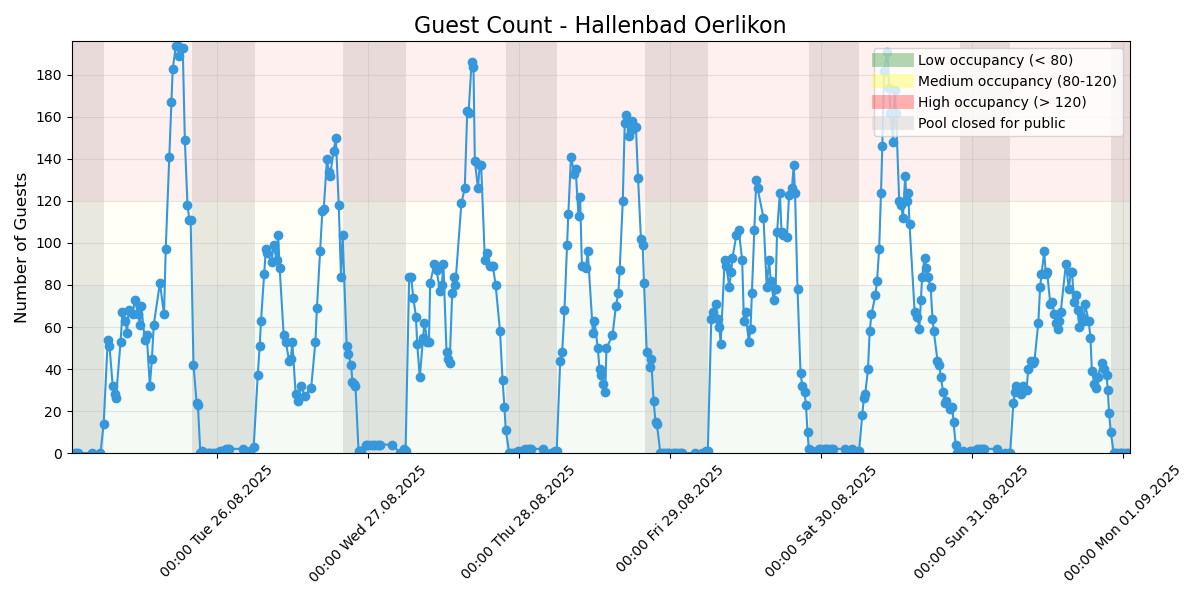 Guest Count - Hallenbad Oerlikon
Low occupancy (< 80)
Medium occupancy (80-120)
High occupancy (> 120)
Pool closed for public
Number of Guests
180
160
140
120
100
80
60
40
20
0
00:00 Tue 26.08.2025
00:00 Wed 27.08.2025
00:00 Thu 28.08.2025
00:00 Fri 29.08.2025
00:00 Sat 30.08.2025
00:00 Sun 31.08.2025
00:00 Mon 01.09.2025